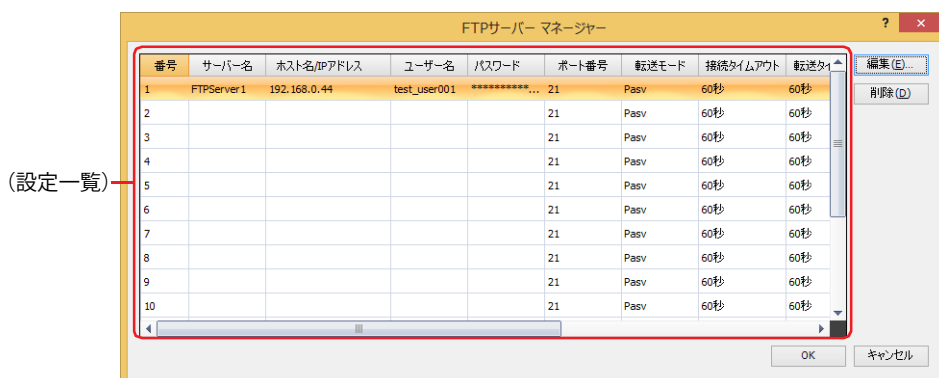 FTPサーバー マネージャー ? ×
番号 サーバー名 ホスト名/IPアドレス ユーザー名 パスワード ポート番号 転送モード 接続タイムアウト 転送タイ 編集(E)...
1 FTPServer1 192.168.0.44 test_user001 **********... 21 Pasv 60秒 60秒 削除(D)
2 21 Pasv 60秒 60秒
3 21 Pasv 60秒 60秒
4 21 Pasv 60秒 60秒
(設定一覧) 5 21 Pasv 60秒 60秒
6 21 Pasv 60秒 60秒
7 21 Pasv 60秒 60秒
8 21 Pasv 60秒 60秒
9 21 Pasv 60秒 60秒
10 21 Pasv 60秒 60秒
OK キャンセル